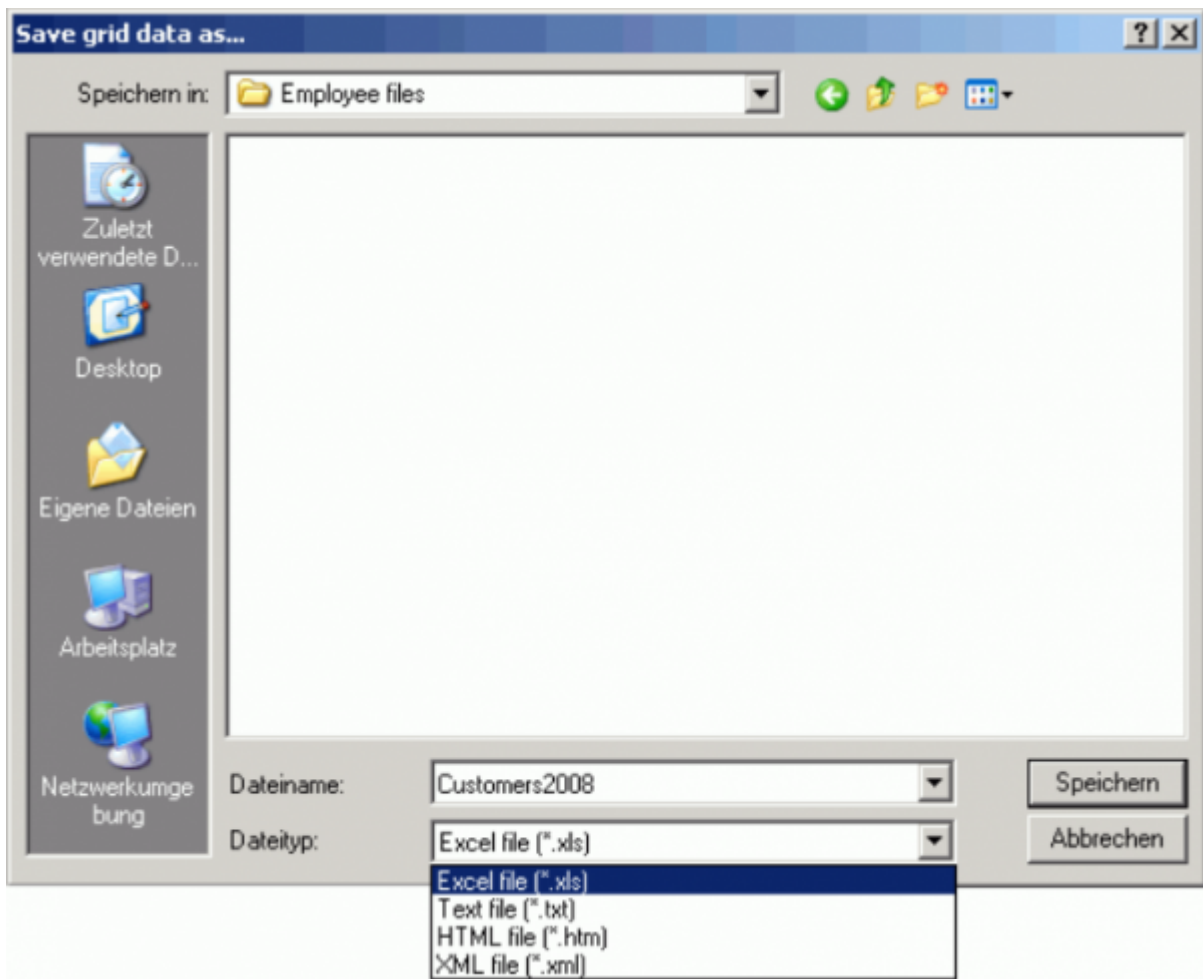 Save grid data as...
Speichern in:
Employee files
Zuletzt
verwendete D...
Desktop
Eigene Dateien
Arbeitsplatz
Netzwerkumge
bung
Dateiname:
Customers2008
Speichern
Dateityp:
Excel file (*.xls)
Abbrechen
Excel file (*.xls)
Text file (*.txt)
HTML file (*.htm)
XML file (*.xml)